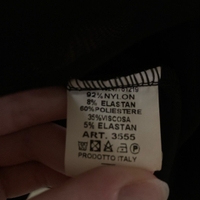 92%NYLON
8% ELASTAN
60%POLIESTERE
35%VISCOSA
5% ELASTAN
ART. 3555
PRODOTTO ITALY